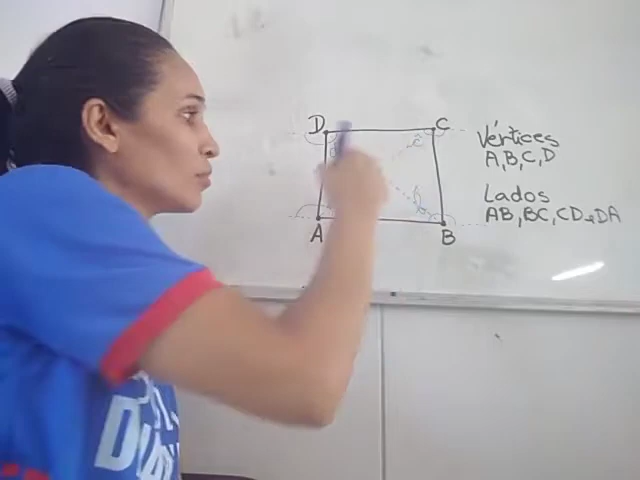 D C
Vértices
A,B,C,D
Lados
AB, BC, CD e DA
A B